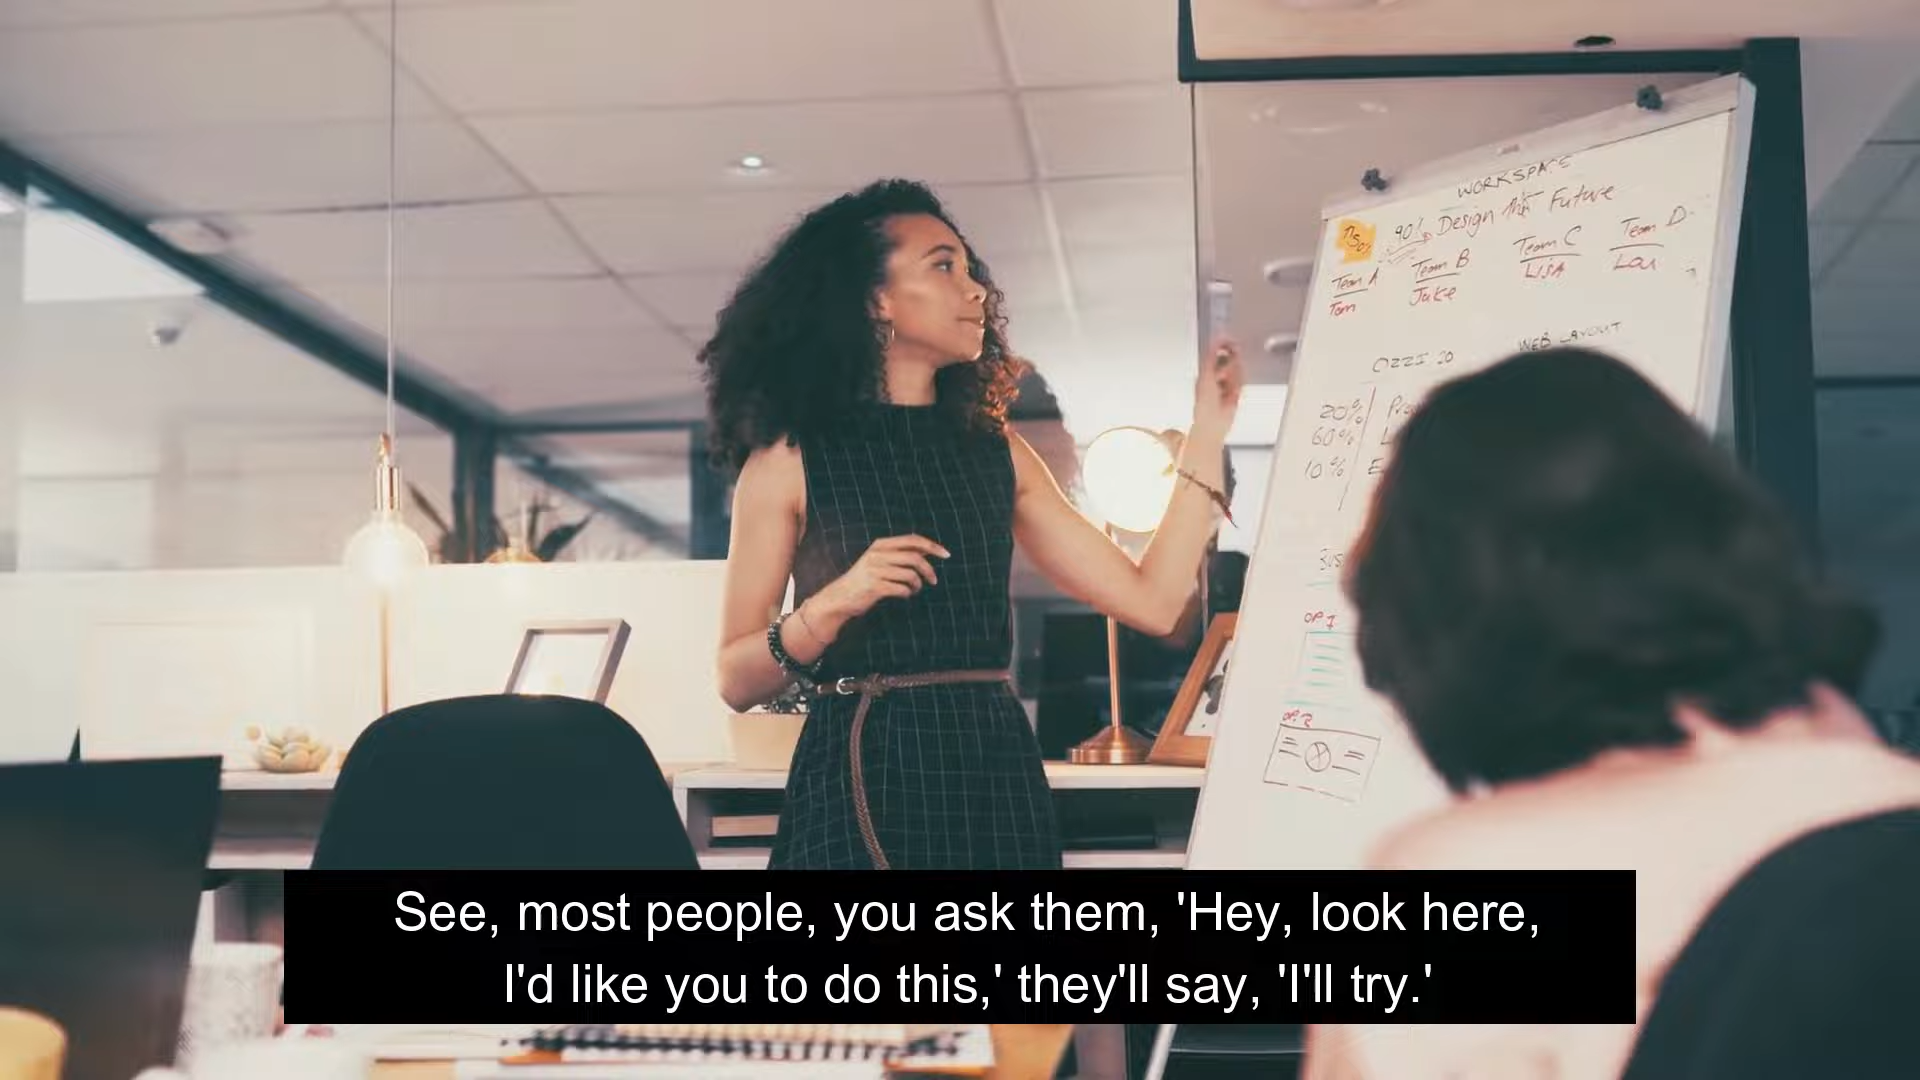 WORKSPACE
90% Design the Future
Team A Team B Team C Team D
Tom Jake LISA Lou
WEB LAYOUT
20%
60%
10%
OP. 1
OP. 2
See, most people, you ask them, 'Hey, look here,
I'd like you to do this,' they'll say, 'I'll try.'